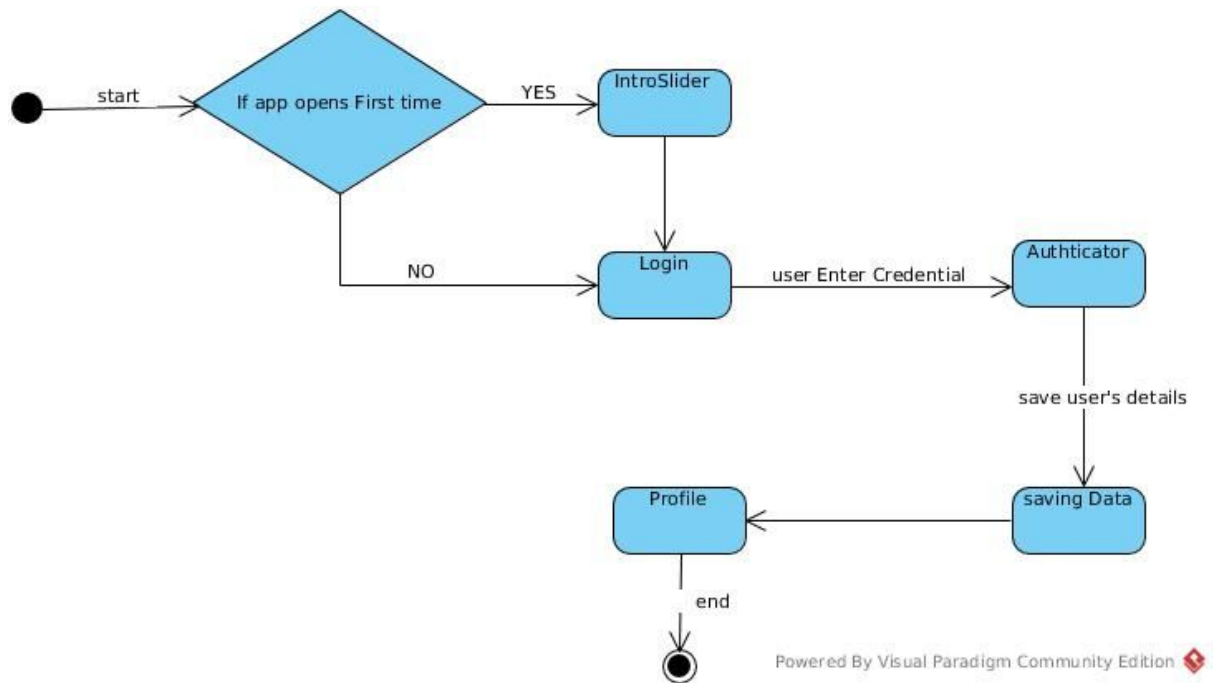 start
If app opens First time
YES
IntroSlider
NO
Login
user Enter Credential
Authticator
save user's details
saving Data
Profile
end
Powered By Visual Paradigm Community Edition